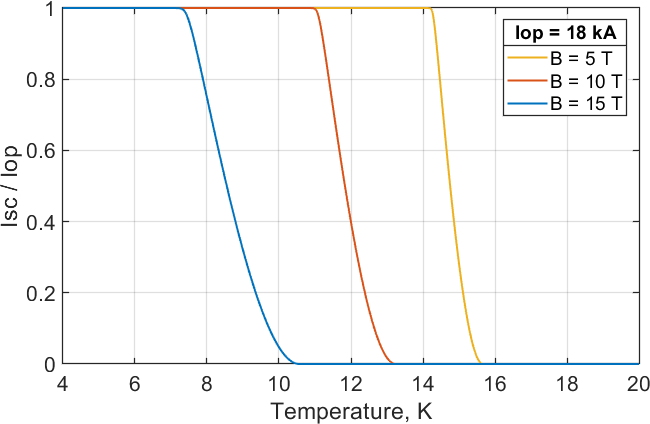 Isc / Iop
1
0.8
0.6
0.4
0.2
0
Iop = 18 kA
B = 5 T
B = 10 T
B = 15 T
4 6 8 10 12 14 16 18 20
Temperature, K